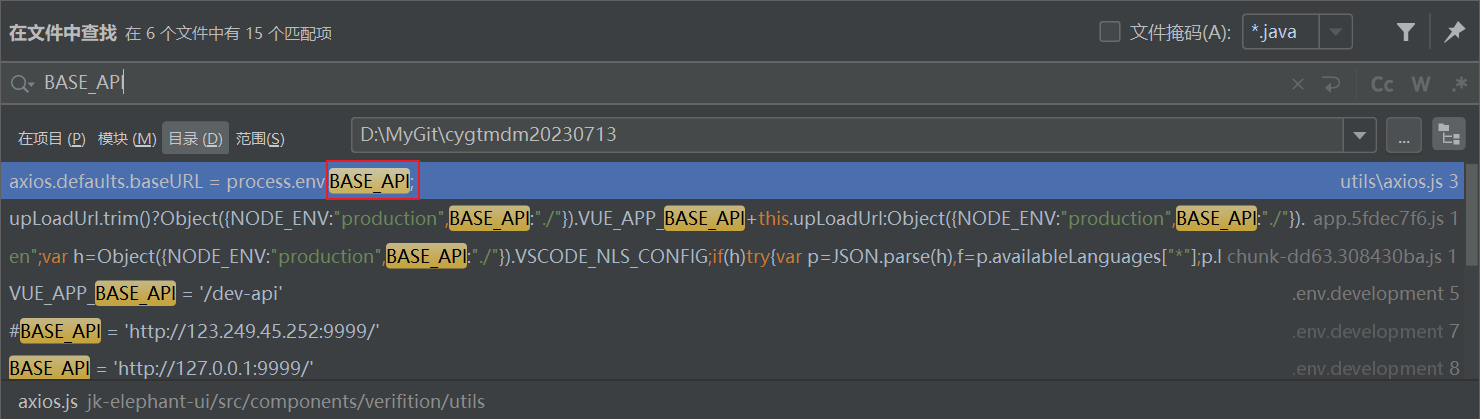 在文件中查找 在 6 个文件中有 15 个匹配项 文件掩码(A): *.java
BASE_API Cc W .*
在项目 (P) 模块 (M) 目录 (D) 范围(S) D:\MyGit\cygtmdm20230713 ...
axios.defaults.baseURL = process.env.BASE_API; utils\axios.js 3
upLoadUrl.trim()?Object({NODE_ENV:"production",BASE_API:"./"}).VUE_APP_BASE_API+this.upLoadUrl:Object({NODE_ENV:"production",BASE_API:"./"}). app.5fdec7f6.js 1
en";var h=Object({NODE_ENV:"production",BASE_API:"./"}).VSCODE_NLS_CONFIG;if(h)try{var p=JSON.parse(h),f=p.availableLanguages["*"];p.l chunk-dd63.308430ba.js 1
VUE_APP_BASE_API = '/dev-api' .env.development 5
#BASE_API = 'http://123.249.45.252:9999/' .env.development 7
BASE_API = 'http://127.0.0.1:9999/' .env.development 8
axios.js jk-elephant-ui/src/components/verifition/utils